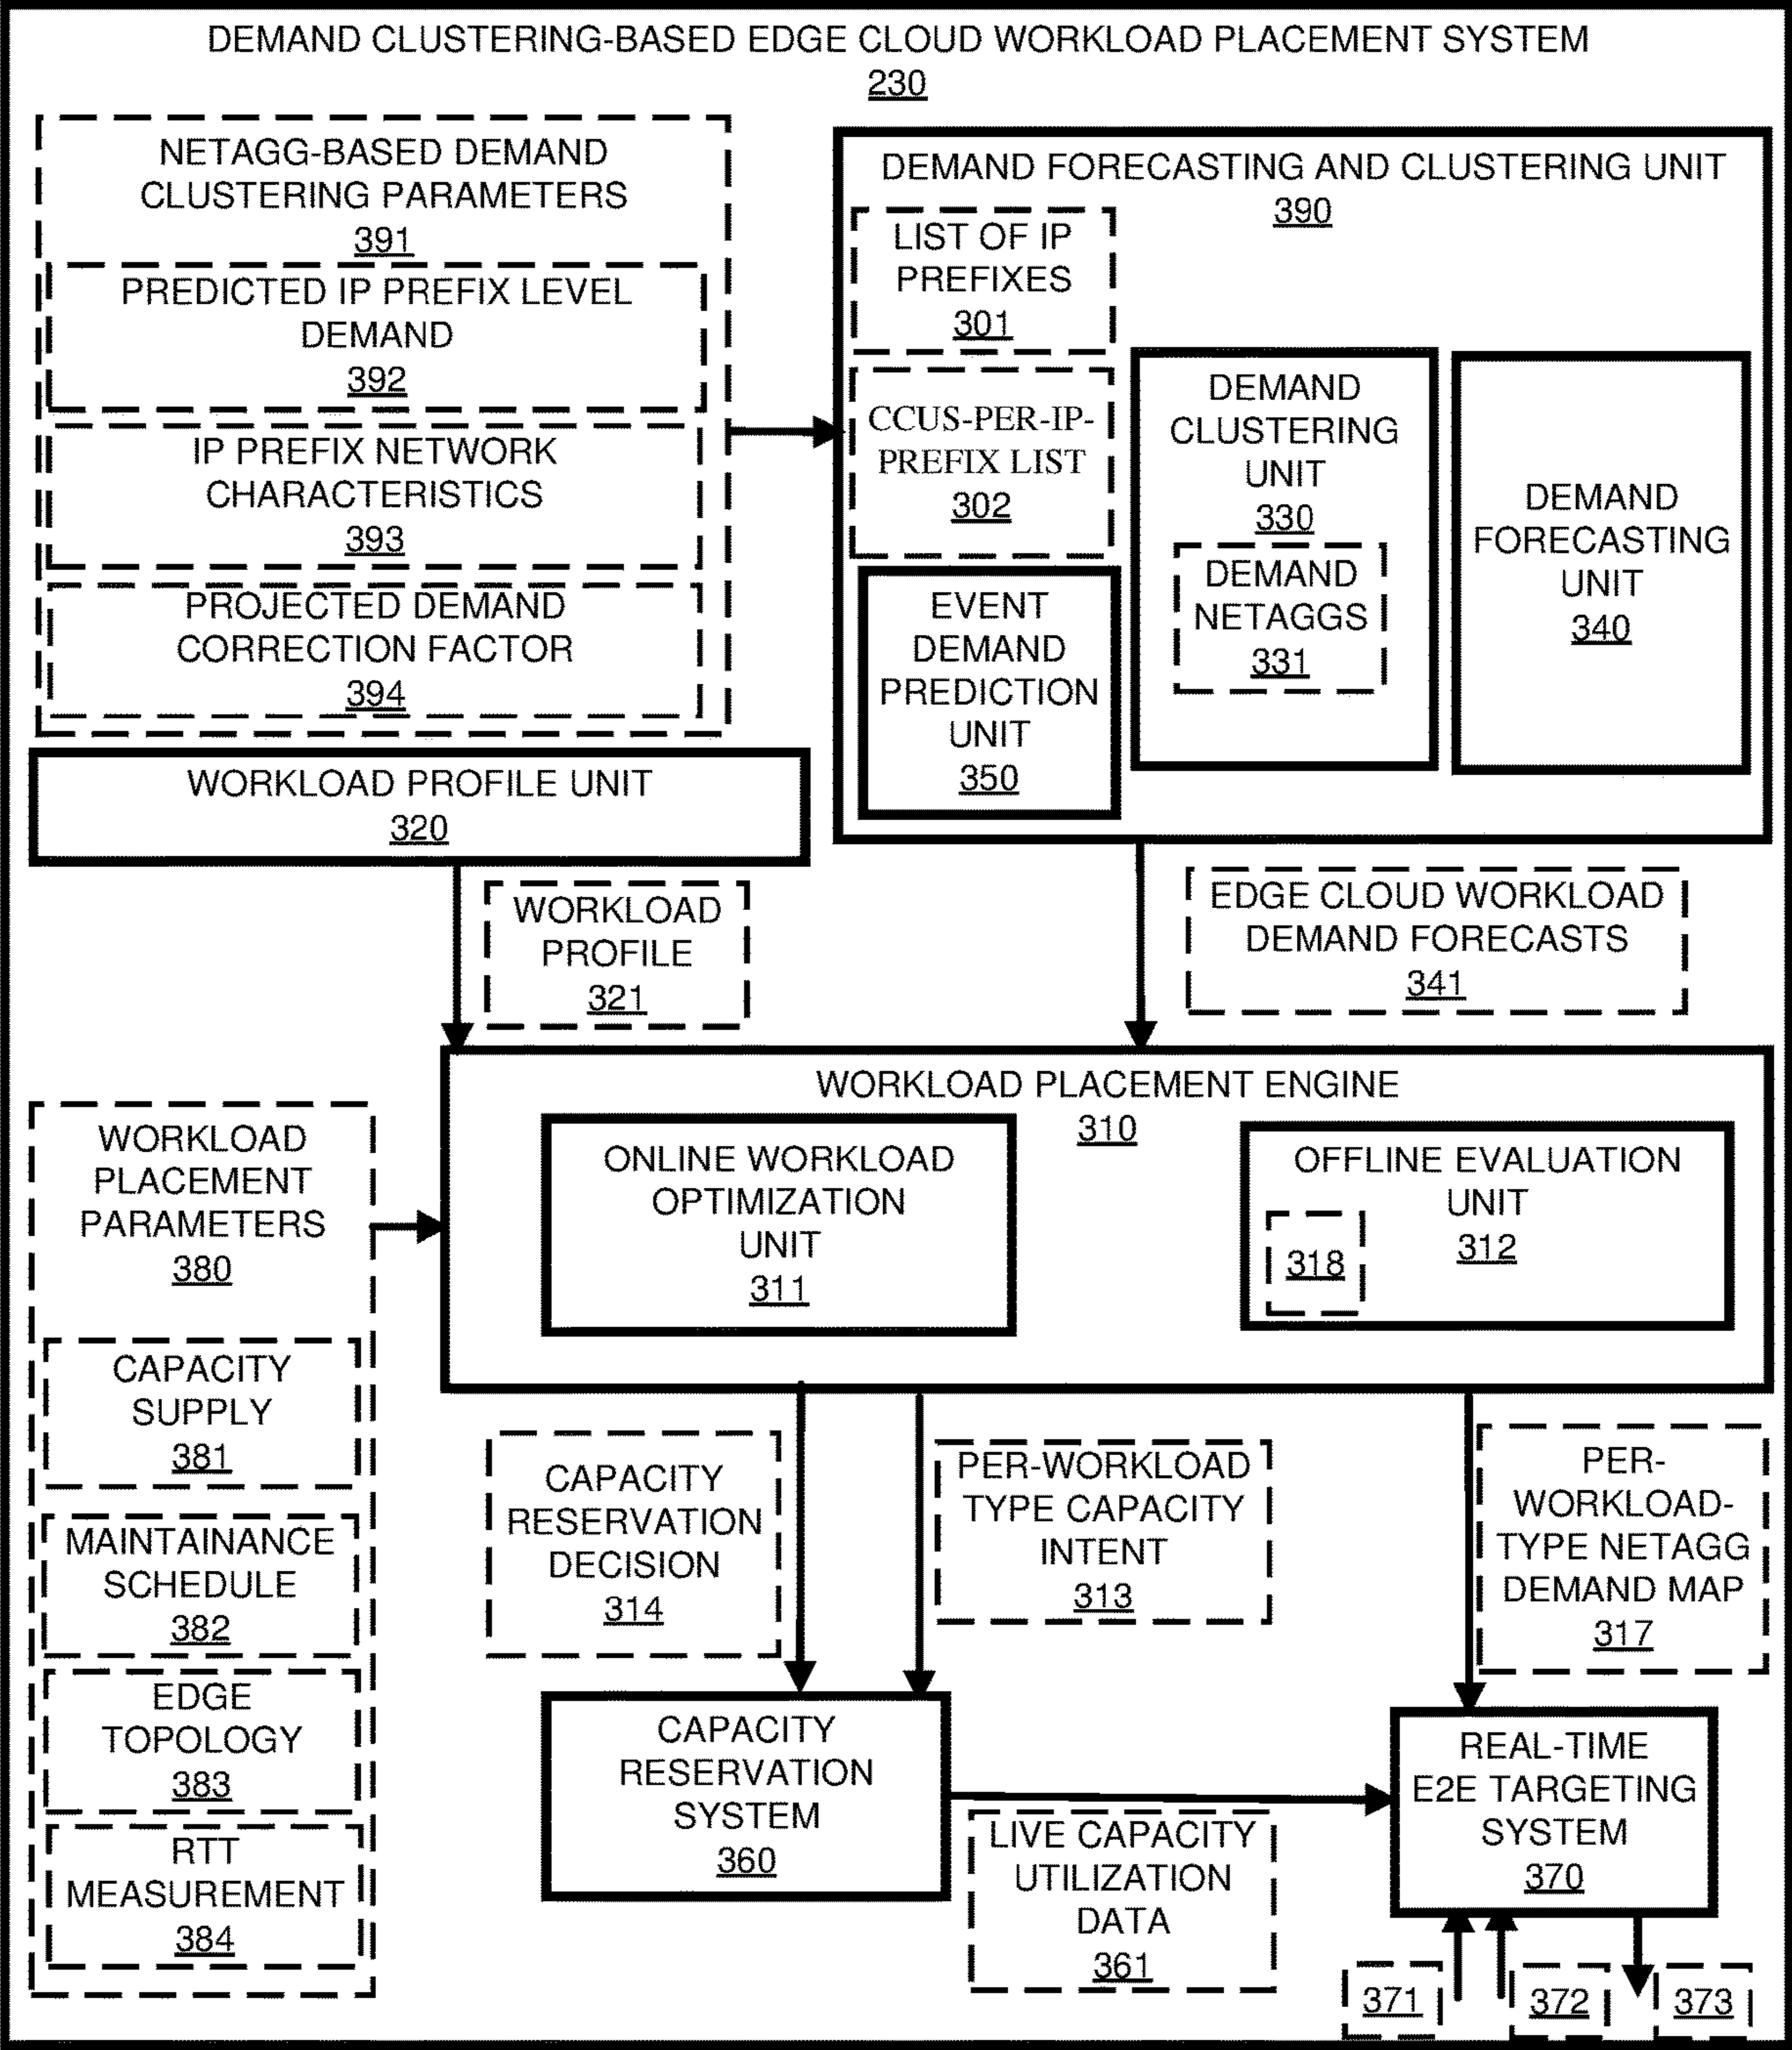 DEMAND CLUSTERING-BASED EDGE CLOUD WORKLOAD PLACEMENT SYSTEM
230
NETAGG-BASED DEMAND
CLUSTERING PARAMETERS
391
PREDICTED IP PREFIX LEVEL
DEMAND
392
IP PREFIX NETWORK
CHARACTERISTICS
393
PROJECTED DEMAND
CORRECTION FACTOR
394
DEMAND FORECASTING AND CLUSTERING UNIT
390
LIST OF IP
PREFIXES
301
CCUS-PER-IP-
PREFIX LIST
302
EVENT
DEMAND
PREDICTION
UNIT
350
DEMAND
CLUSTERING
UNIT
330
DEMAND
NETAGGS
331
DEMAND
FORECASTING
UNIT
340
WORKLOAD PROFILE UNIT
320
WORKLOAD
PROFILE
321
EDGE CLOUD WORKLOAD
DEMAND FORECASTS
341
WORKLOAD PLACEMENT ENGINE
310
ONLINE WORKLOAD
OPTIMIZATION
UNIT
311
OFFLINE EVALUATION
UNIT
312
318
WORKLOAD
PLACEMENT
PARAMETERS
380
CAPACITY
SUPPLY
381
MAINTAINANCE
SCHEDULE
382
EDGE
TOPOLOGY
383
RTT
MEASUREMENT
384
CAPACITY
RESERVATION
DECISION
314
PER-WORKLOAD
TYPE CAPACITY
INTENT
313
PER-
WORKLOAD-
TYPE NETAGG
DEMAND MAP
317
CAPACITY
RESERVATION
SYSTEM
360
LIVE CAPACITY
UTILIZATION
DATA
361
REAL-TIME
E2E TARGETING
SYSTEM
370
371
372
373